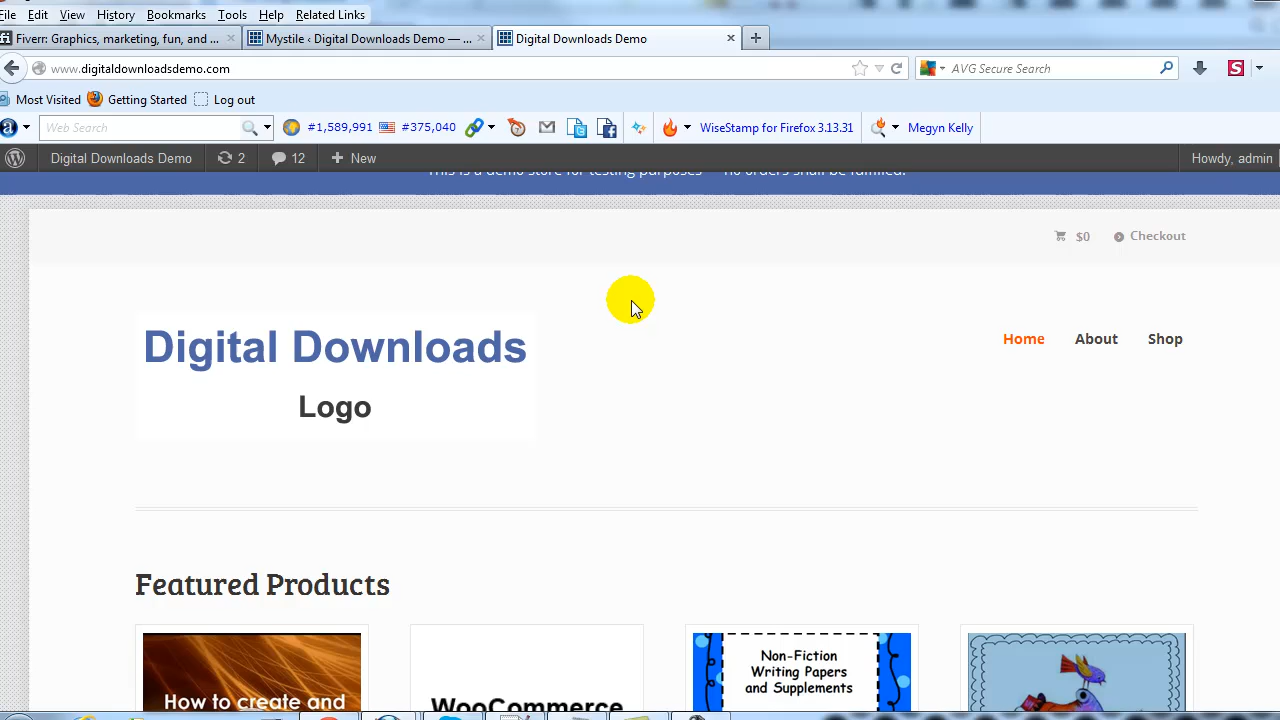 File Edit View History Bookmarks Tools Help Related Links
Fiverr: Graphics, marketing, fun, and ... Mystile ‹ Digital Downloads Demo — ... Digital Downloads Demo
www.digitaldownloadsdemo.com AVG Secure Search
Most Visited Getting Started Log out
Web Search #1,589,991 #375,040 WiseStamp for Firefox 3.13.31 Megyn Kelly
Digital Downloads Demo 2 12 New Howdy, admin
This is a demo store for testing purposes — no orders shall be fulfilled.
$0 Checkout
Digital Downloads
Logo
Home About Shop
Featured Products
How to create and
WooCommerce
Non-Fiction
Writing Papers
and Supplements